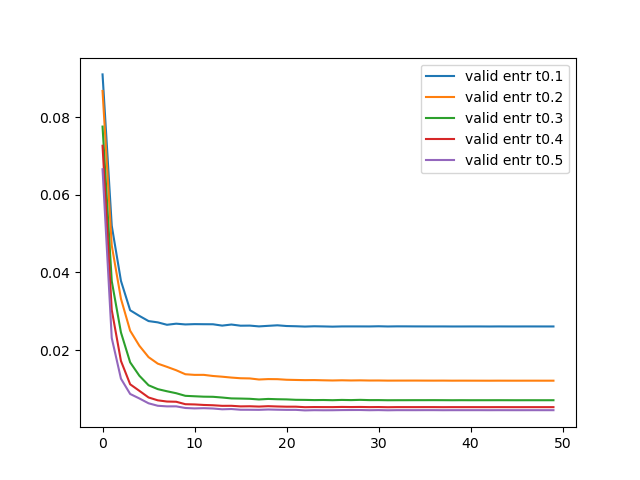 valid entr t0.1
valid entr t0.2
valid entr t0.3
valid entr t0.4
valid entr t0.5
0.08
0.06
0.04
0.02
0 10 20 30 40 50